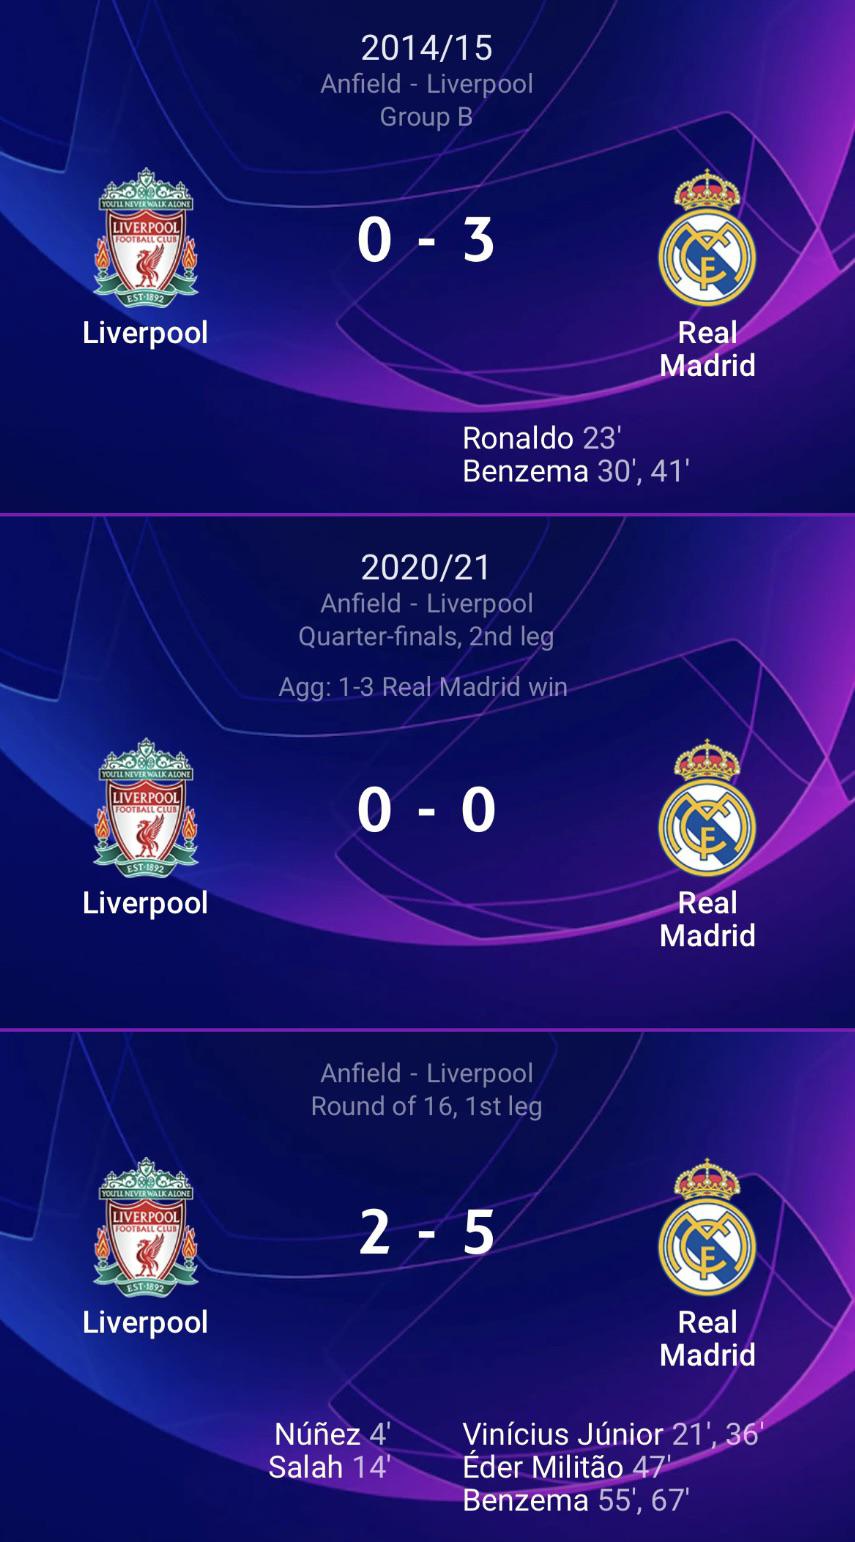 2014/15
Anfield - Liverpool
Group B
YOU'LL NEVER WALK ALONE
LIVERPOOL
FOOTBALL CLUB
EST·1892
0 - 3
Liverpool
Real
Madrid
Ronaldo 23'
Benzema 30', 41'
2020/21
Anfield - Liverpool
Quarter-finals, 2nd leg
Agg: 1-3 Real Madrid win
YOU'LL NEVER WALK ALONE
LIVERPOOL
FOOTBALL CLUB
EST·1892
0 - 0
Liverpool
Real
Madrid
Anfield - Liverpool
Round of 16, 1st leg
YOU'LL NEVER WALK ALONE
LIVERPOOL
FOOTBALL CLUB
EST·1892
2 - 5
Liverpool
Real
Madrid
Núñez 4'
Salah 14'
Vinícius Júnior 21', 36'
Éder Militão 47'
Benzema 55', 67'